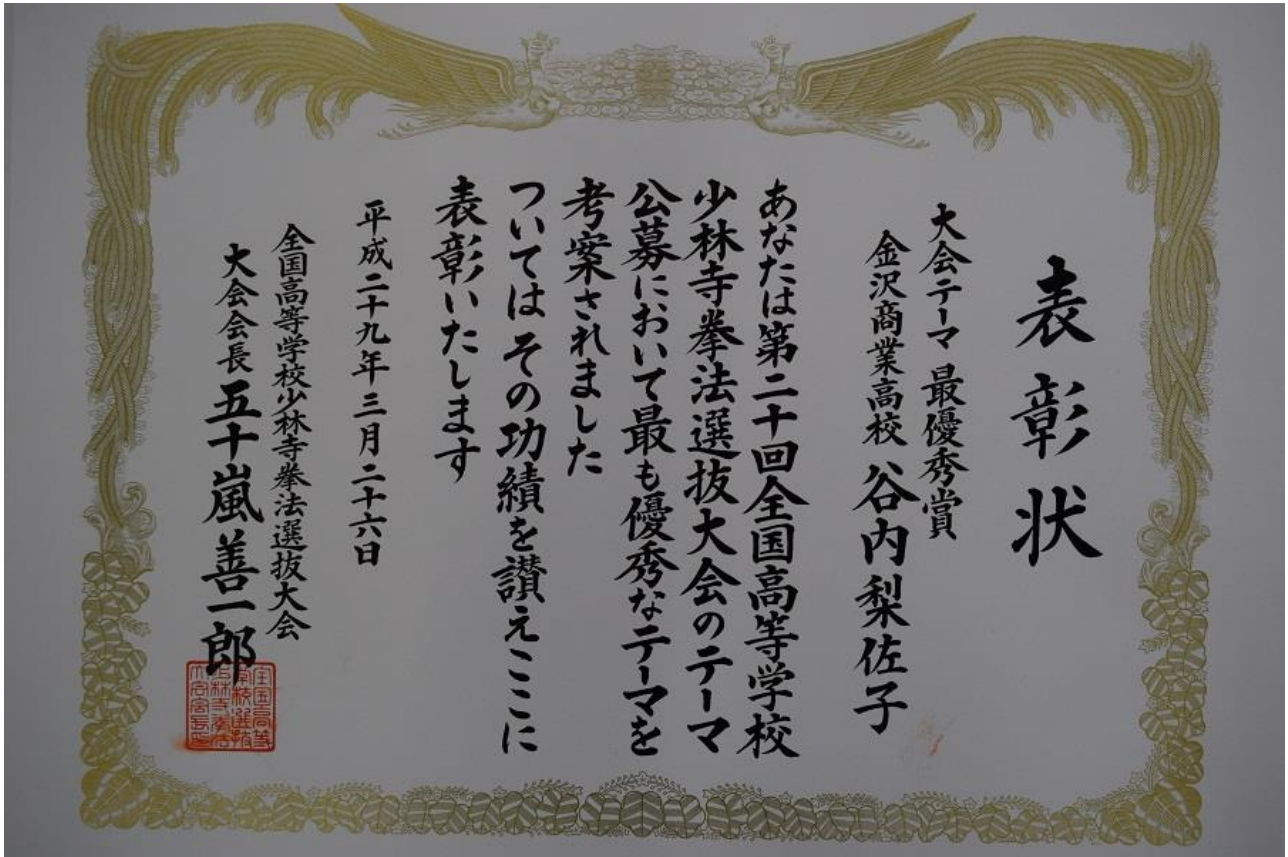 表彰状
大会テーマ 最優秀賞
金沢商業高校 谷内梨佐子
あなたは第二十回全国高等学校
少林寺拳法選抜大会のテーマ
公募において最も優秀なテーマを
考案されました
ついてはその功績を讃えここに
表彰いたします
平成二十九年三月二十六日
全国高等学校少林寺拳法選抜大会
大会会長 五十嵐善一郎